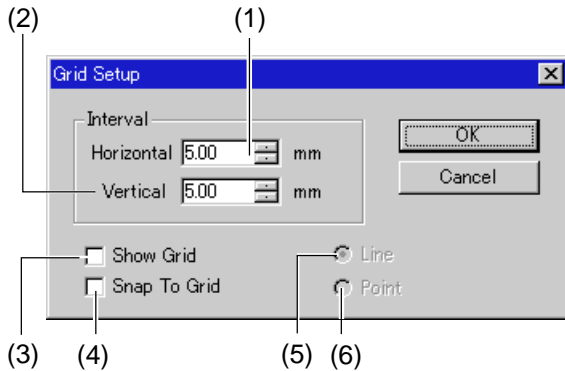 (2)
(1)
Grid Setup
Interval
Horizontal 5.00 mm
Vertical 5.00 mm
OK
Cancel
Show Grid
Snap To Grid
Line
Point
(3)
(4)
(5)
(6)